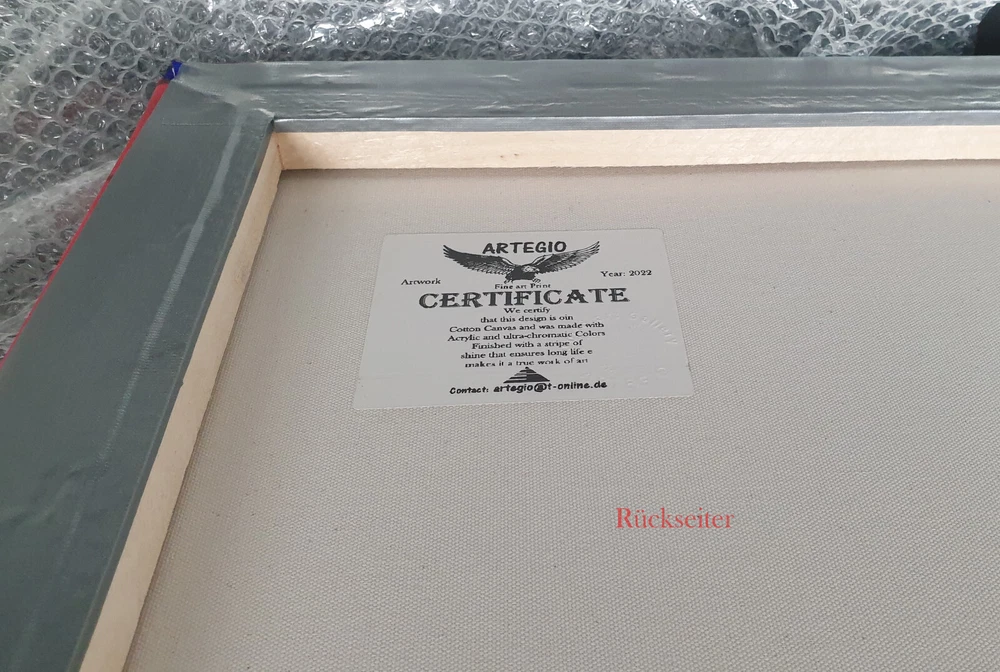 ARTEGIO
Artwork
Year: 2022
Fine art Print
CERTIFICATE
We certify
that this design is oin
Cotton Canvas and was made with
Acrylic and ultra-chromatic Colors
Finished with a stripe of
shine that ensures long life e
makes it a true work of art
Contact: artegio@t-online.de
Rückseiter